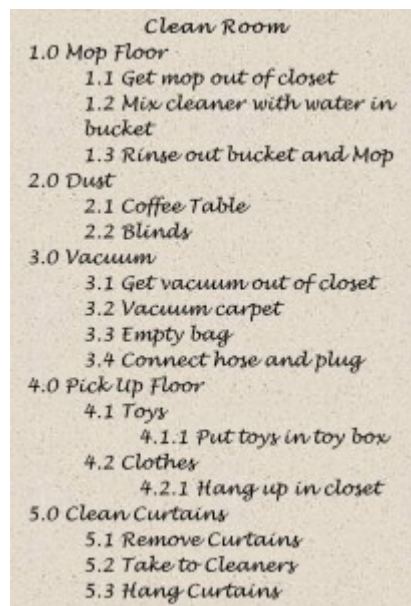 Clean Room
1.0 Mop Floor
1.1 Get mop out of closet
1.2 Mix cleaner with water in
bucket
1.3 Rinse out bucket and Mop
2.0 Dust
2.1 Coffee Table
2.2 Blinds
3.0 Vacuum
3.1 Get vacuum out of closet
3.2 Vacuum carpet
3.3 Empty bag
3.4 Connect hose and plug
4.0 Pick Up Floor
4.1 Toys
4.1.1 Put toys in toy box
4.2 Clothes
4.2.1 Hang up in closet
5.0 Clean Curtains
5.1 Remove Curtains
5.2 Take to Cleaners
5.3 Hang Curtains